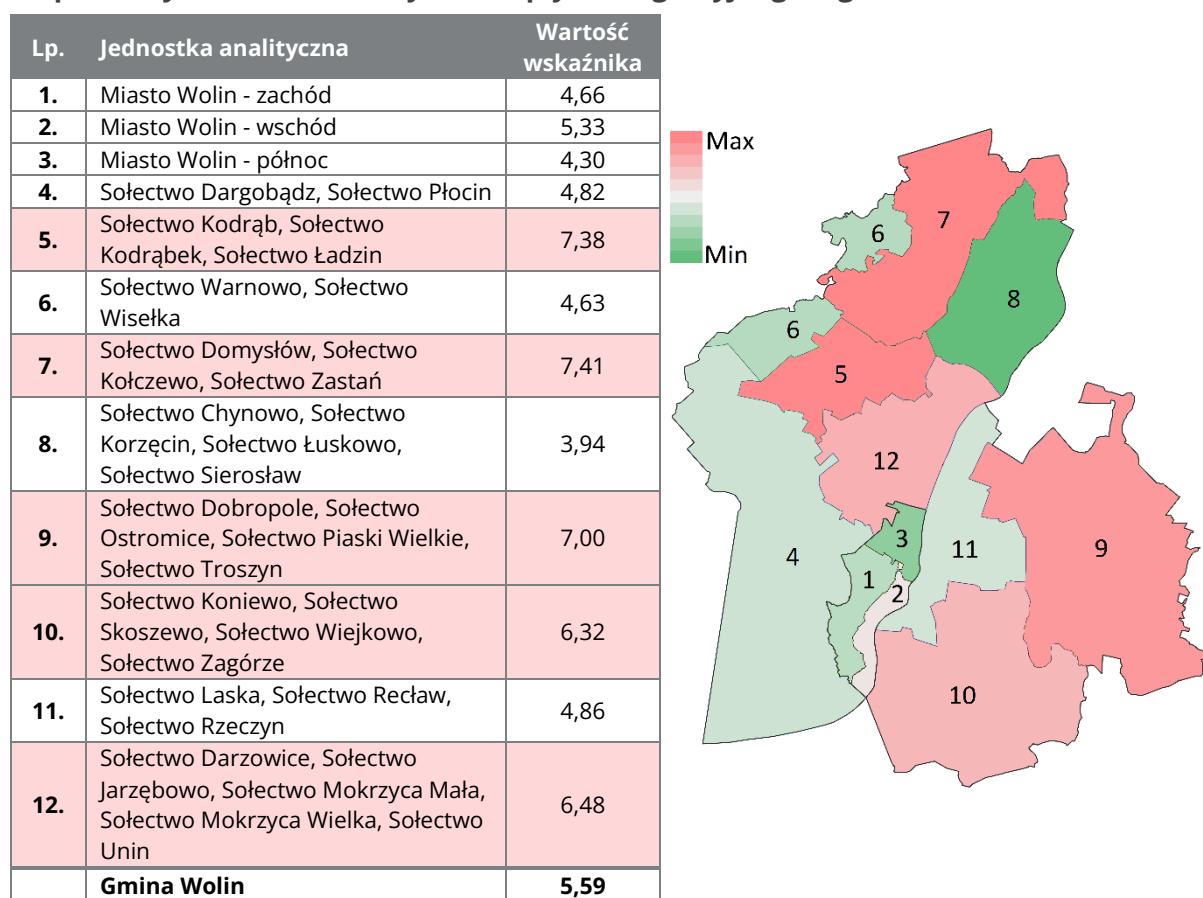 Lp. Jednostka analityczna Wartość wskaźnika
1. Miasto Wolin - zachód 4,66
2. Miasto Wolin - wschód 5,33
3. Miasto Wolin - północ 4,30
4. Sołectwo Dargobądz, Sołectwo Płocin 4,82
5. Sołectwo Kodrąb, Sołectwo
Kodrąbek, Sołectwo Ładzin 7,38
6. Sołectwo Warnowo, Sołectwo
Wisełka 4,63
7. Sołectwo Domysłów, Sołectwo
Kołczewo, Sołectwo Zastań 7,41
8. Sołectwo Chynowo, Sołectwo
Korzęcin, Sołectwo Łuskowo,
Sołectwo Sierosław 3,94
9. Sołectwo Dobropole, Sołectwo
Ostromice, Sołectwo Piaski Wielkie,
Sołectwo Troszyn 7,00
10. Sołectwo Koniewo, Sołectwo
Skoszewo, Sołectwo Wiejkowo,
Sołectwo Zagórze 6,32
11. Sołectwo Laska, Sołectwo Recław,
Sołectwo Rzeczyn 4,86
12. Sołectwo Darzowice, Sołectwo
Jarzębowo, Sołectwo Mokrzyca Mała,
Sołectwo Mokrzyca Wielka, Sołectwo
Unin 6,48
Gmina Wolin 5,59
Max
Min
7
6
8
6
5
12
3
11
9
4
1
2
10